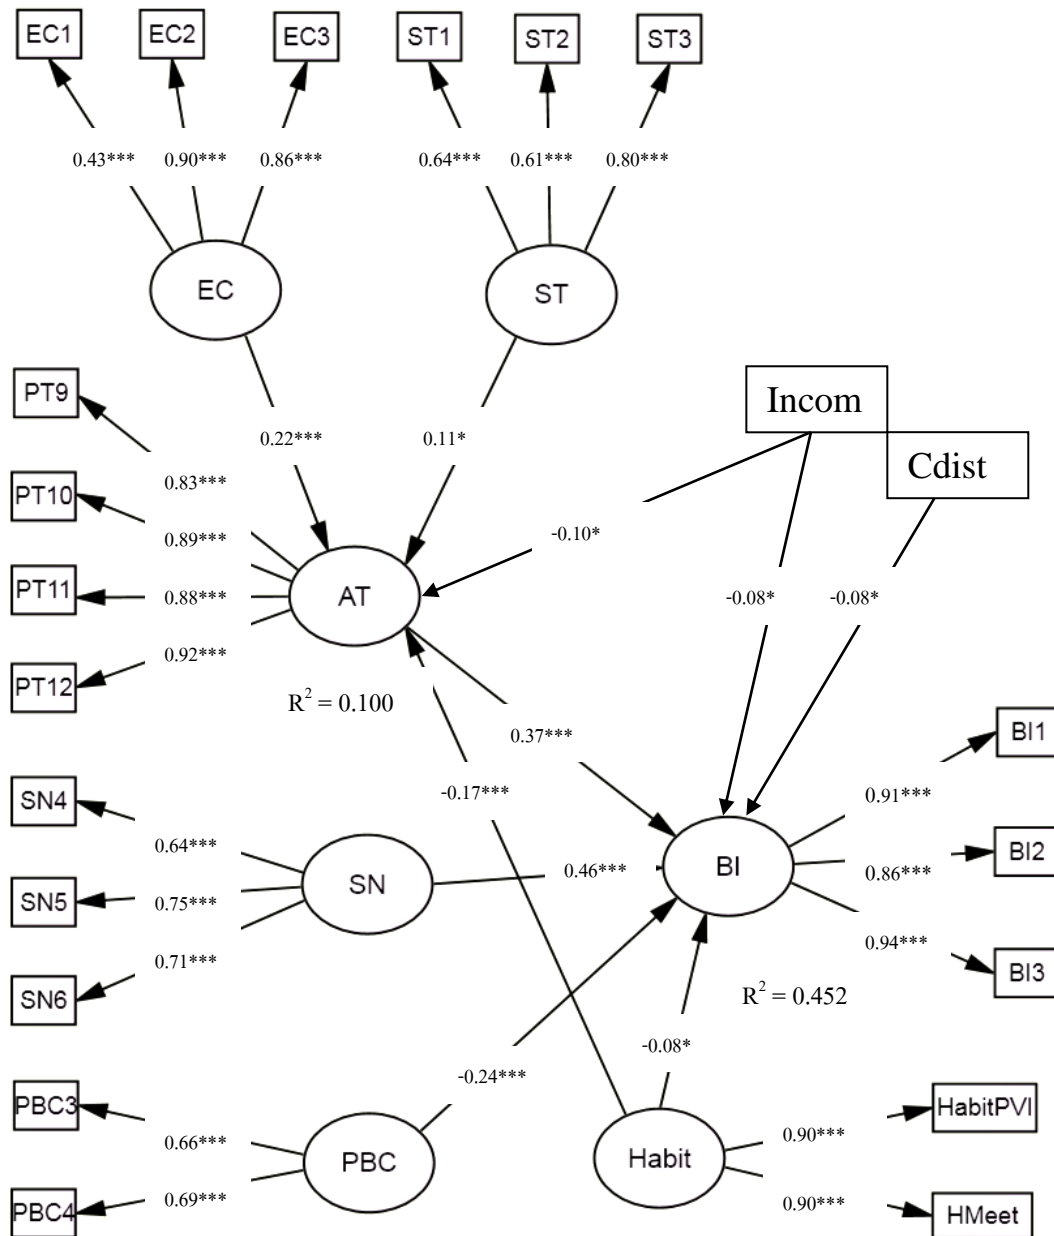 EC1 EC2 EC3 ST1 ST2 ST3
0.43*** 0.90*** 0.86*** 0.64*** 0.61*** 0.80***
EC ST
PT9
Incom
0.22*** 0.11*
Cdist
0.83***
PT10
0.89***
-0.10*
PT11
0.88***
AT
-0.08* -0.08*
0.92***
PT12
R² = 0.100
0.37***
BI1
-0.17***
0.91***
SN4
0.64***
BI2
SN
0.46***
BI
0.86***
SN5
0.75***
0.94***
SN6
0.71***
BI3
R² = 0.452
-0.08*
-0.24***
PBC3
HabitPVI
0.66***
0.90***
PBC
Habit
PBC4
0.69***
0.90***
HMeet